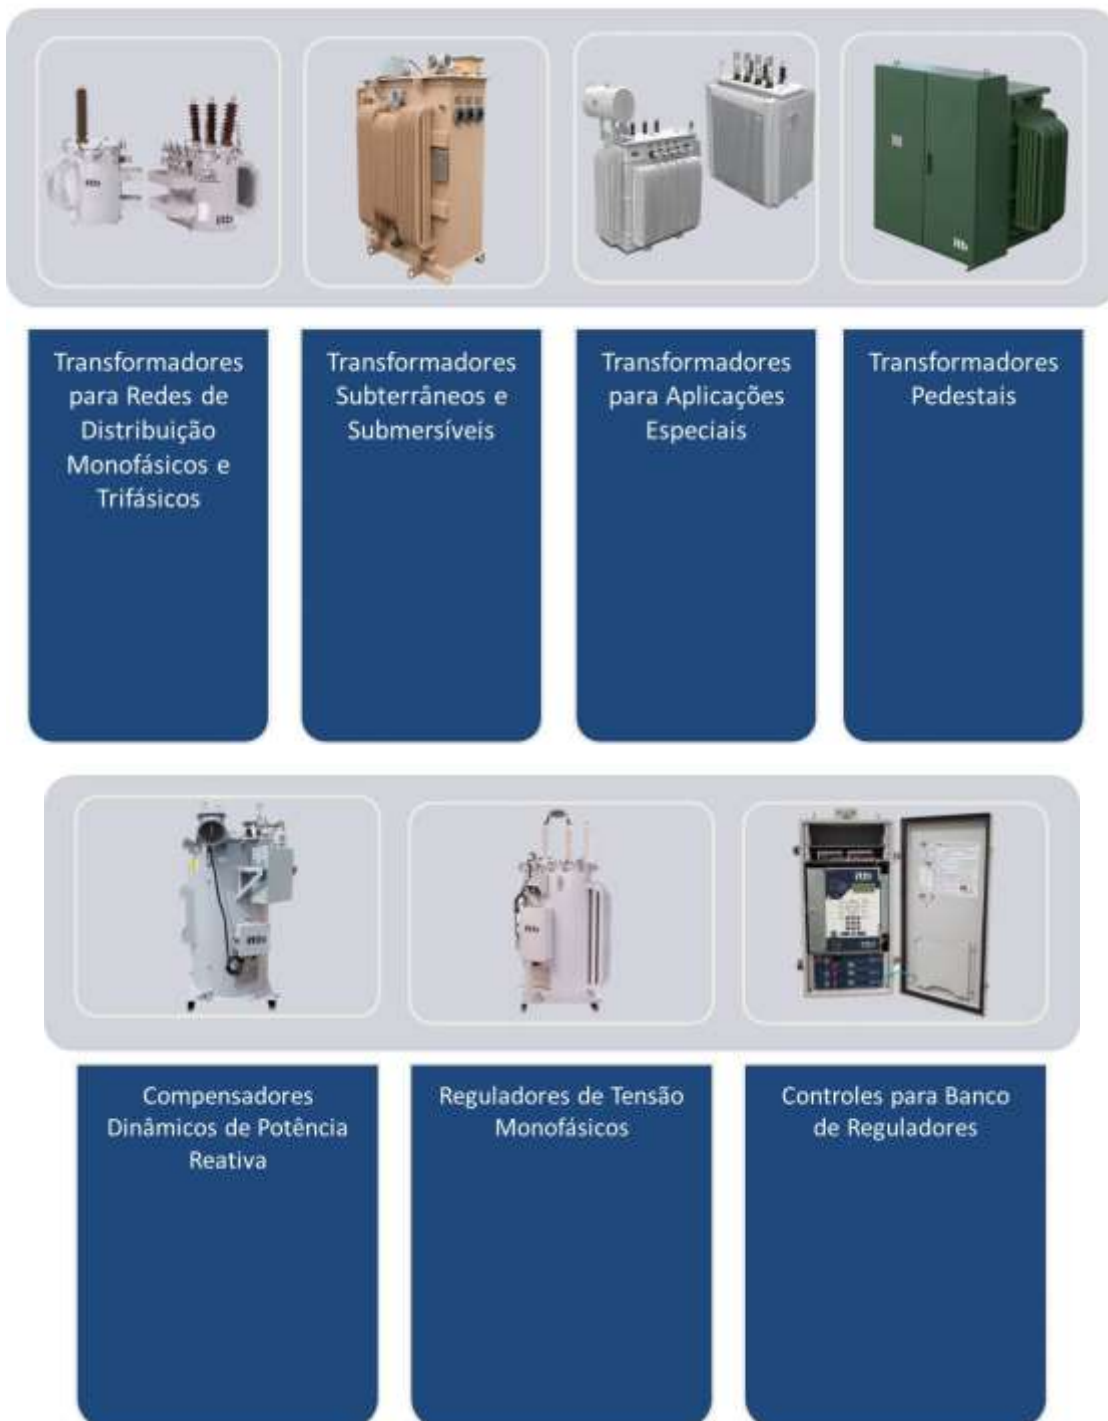 Transformadores
para Redes de
Distribuição
Monofásicos e
Trifásicos
Transformadores
Subterrâneos e
Submersíveis
Transformadores
para Aplicações
Especiais
Transformadores
Pedestais
Compensadores
Dinâmicos de Potência
Reativa
Reguladores de Tensão
Monofásicos
Controles para Banco
de Reguladores